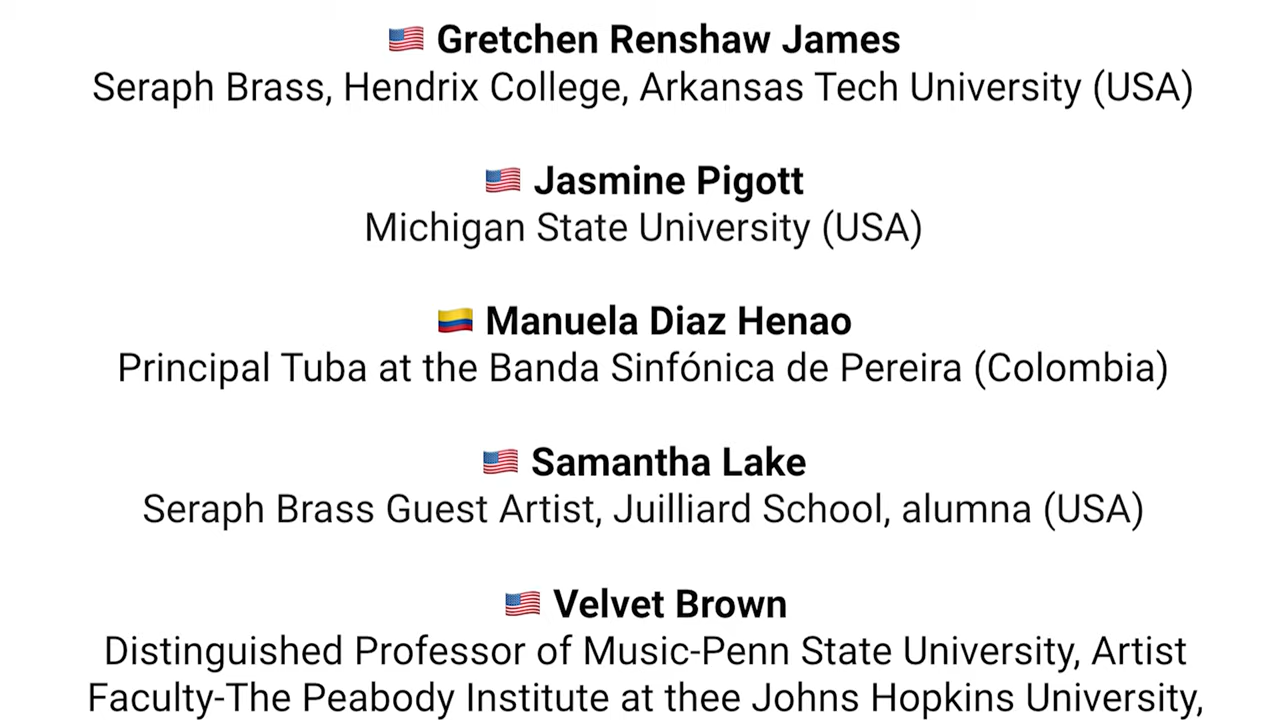 🇺🇸 Gretchen Renshaw James
Seraph Brass, Hendrix College, Arkansas Tech University (USA)
🇺🇸 Jasmine Pigott
Michigan State University (USA)
🇨🇴 Manuela Diaz Henao
Principal Tuba at the Banda Sinfónica de Pereira (Colombia)
🇺🇸 Samantha Lake
Seraph Brass Guest Artist, Juilliard School, alumna (USA)
🇺🇸 Velvet Brown
Distinguished Professor of Music-Penn State University, Artist
Faculty-The Peabody Institute at thee Johns Hopkins University,